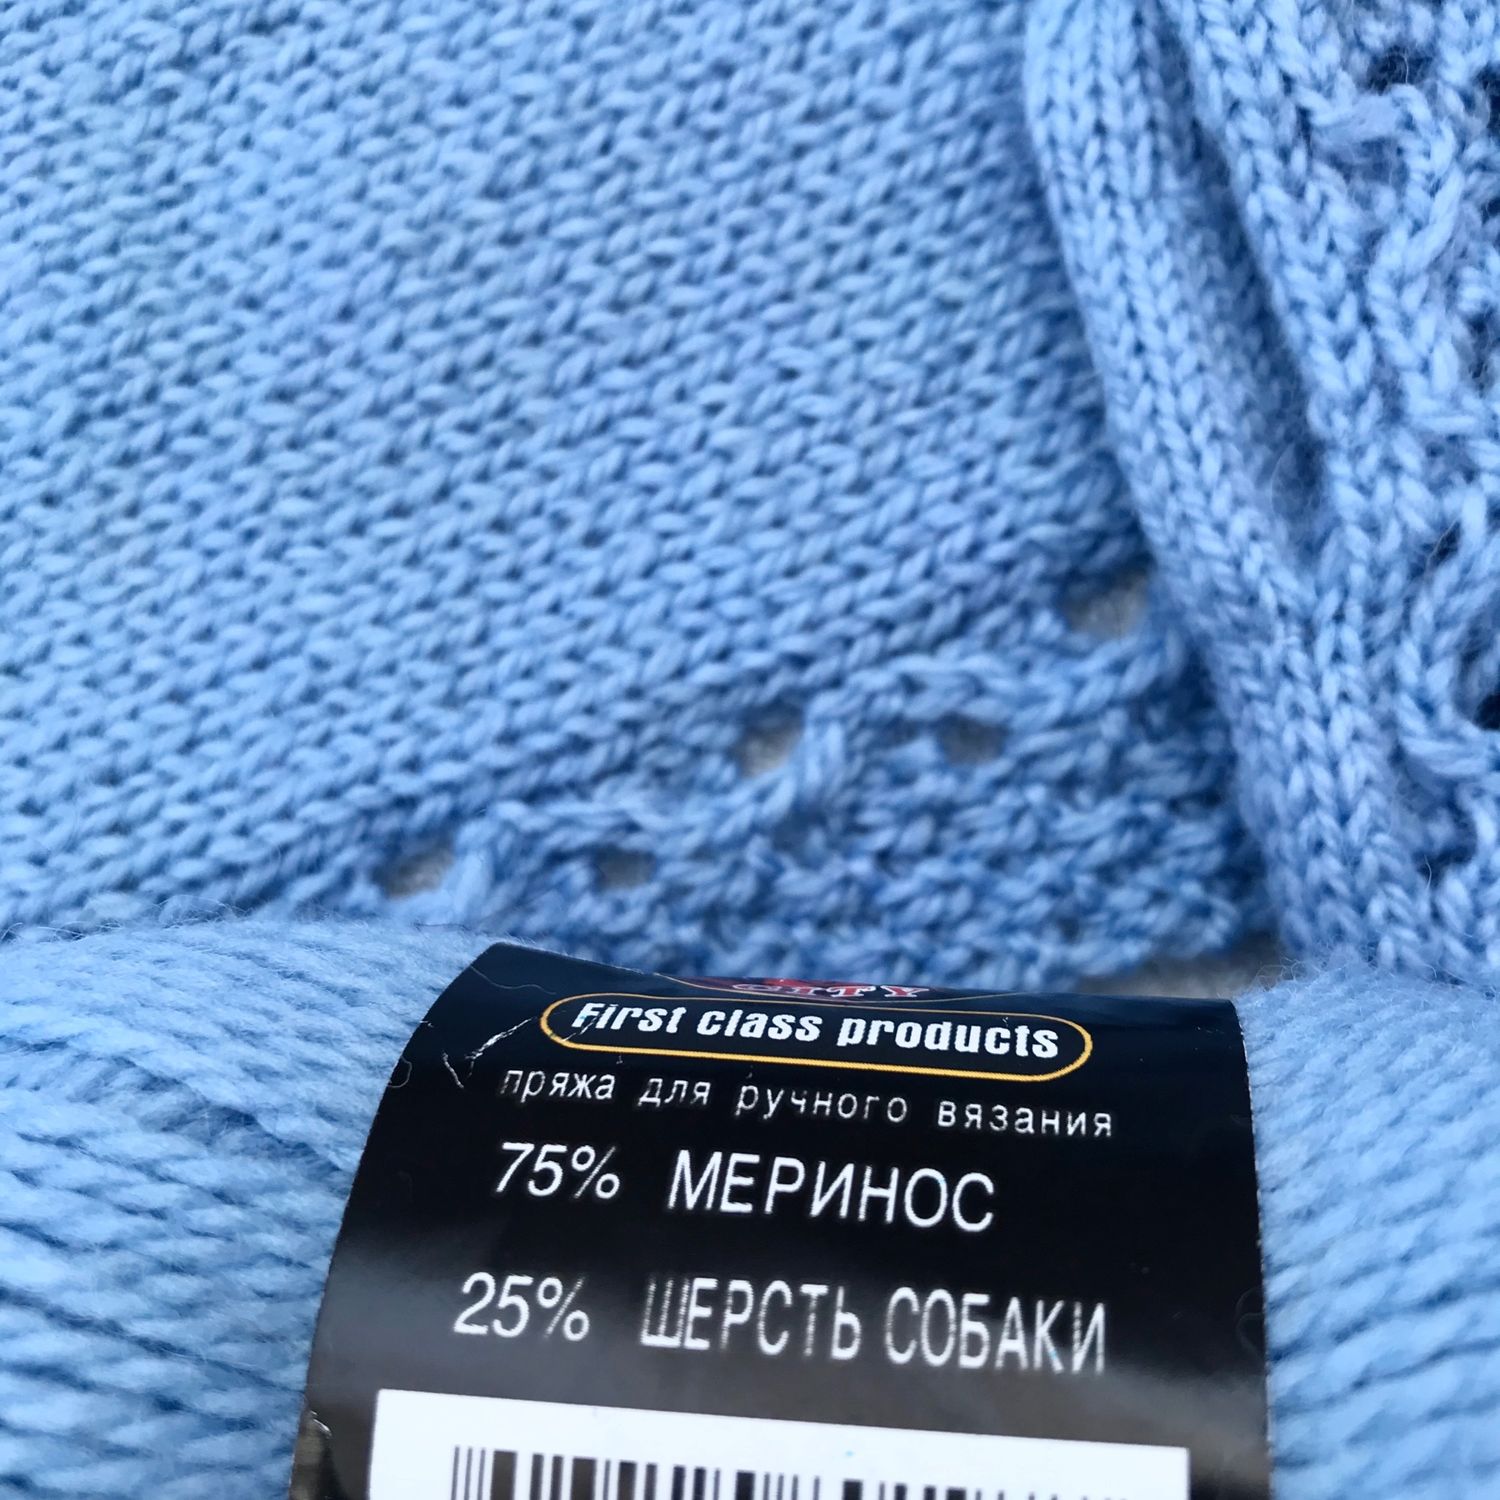 First class products
пряжа для ручного вязания
75% МЕРИНОС
25% ШЕРСТЬ СОБАКИ